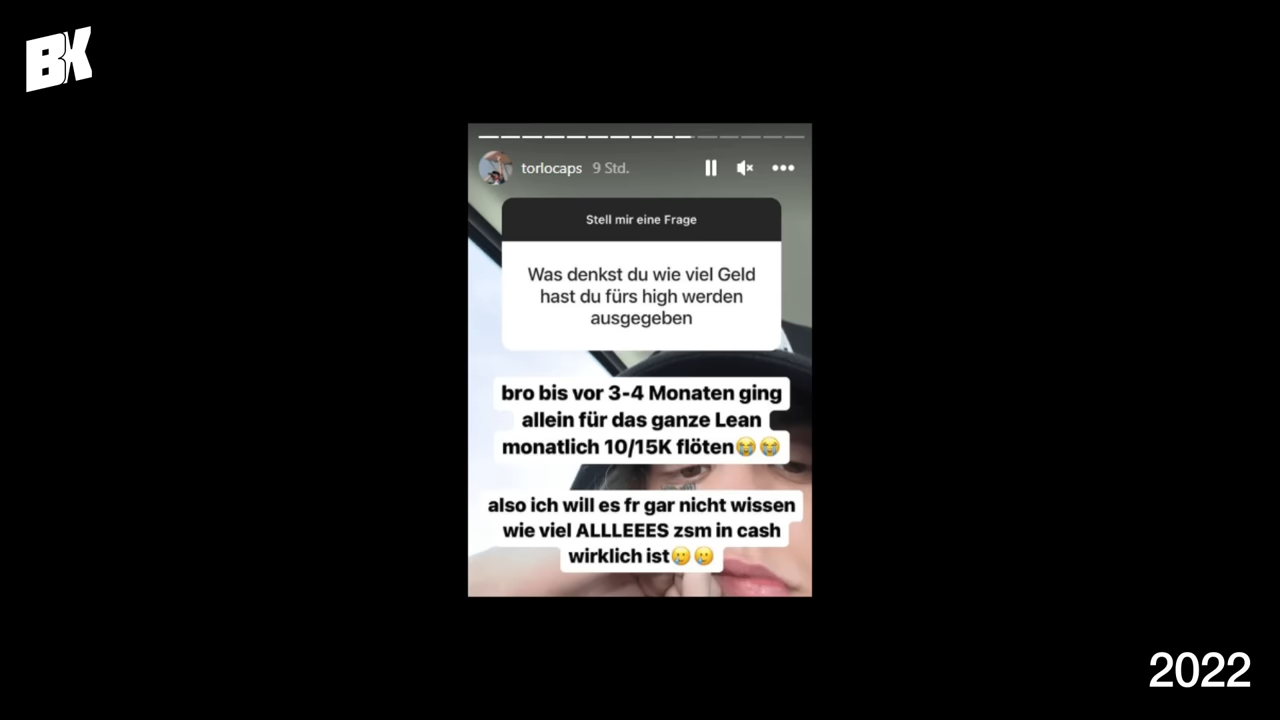 BK
torlocaps 9 Std.
Stell mir eine Frage
Was denkst du wie viel Geld
hast du fürs high werden
ausgegeben
bro bis vor 3-4 Monaten ging
allein für das ganze Lean
monatlich 10/15K flöten😭😭
also ich will es fr gar nicht wissen
wie viel ALLLEEES zsm in cash
wirklich ist🥲🥲
2022